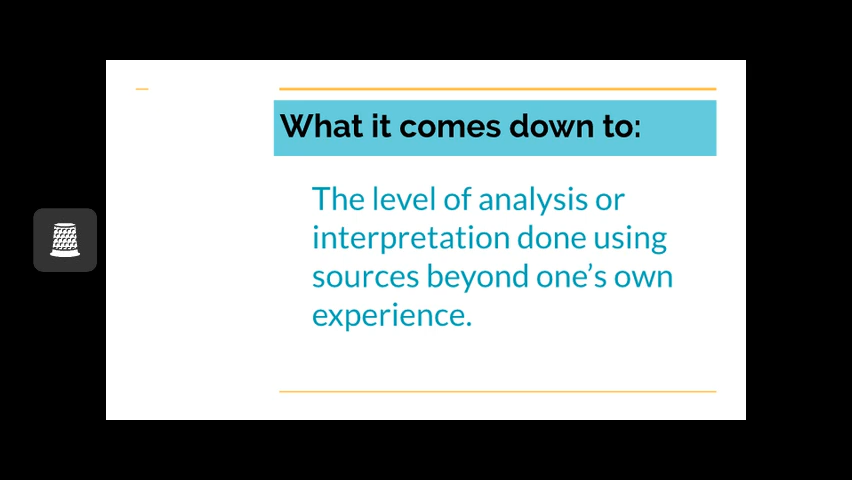 What it comes down to:
The level of analysis or
interpretation done using
sources beyond one’s own
experience.